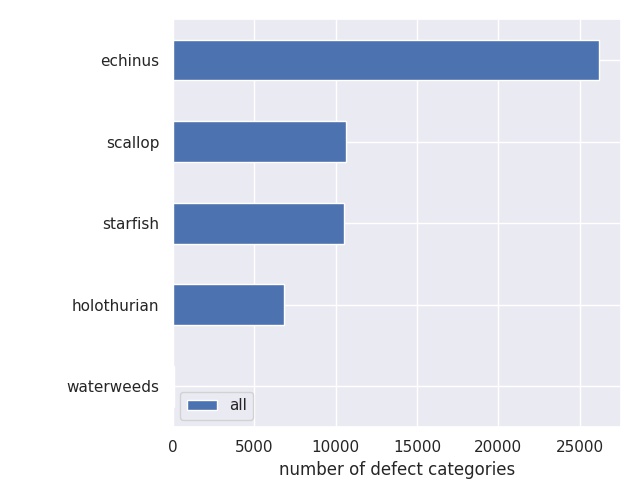 echinus
scallop
starfish
holothurian
waterweeds
all
0 5000 10000 15000 20000 25000
number of defect categories